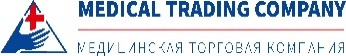 MEDICAL TRADING COMPANY
МЕДИЦИНСКАЯ ТОРГОВАЯ КОМПАНИЯ